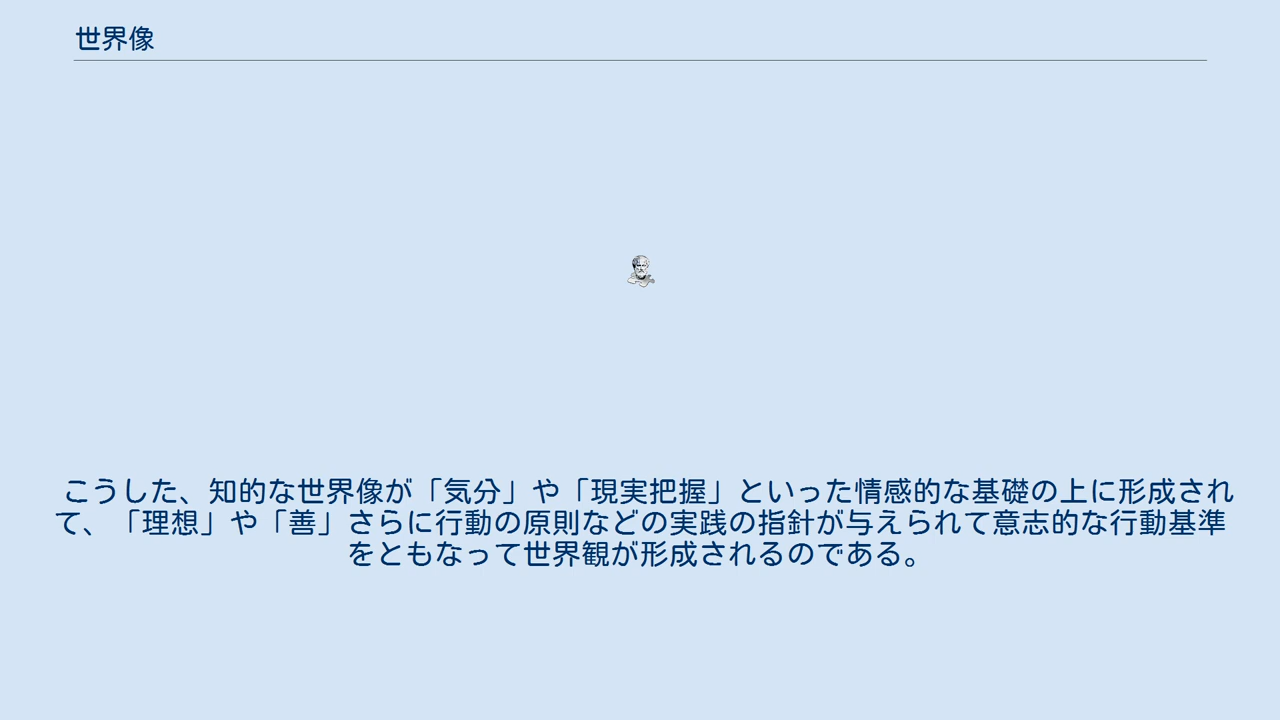 世界像
こうした、知的な世界像が「気分」や「現実把握」といった情感的な基礎の上に形成され
て、「理想」や「善」さらに行動の原則などの実践の指針が与えられて意志的な行動基準
をともなって世界観が形成されるのである。